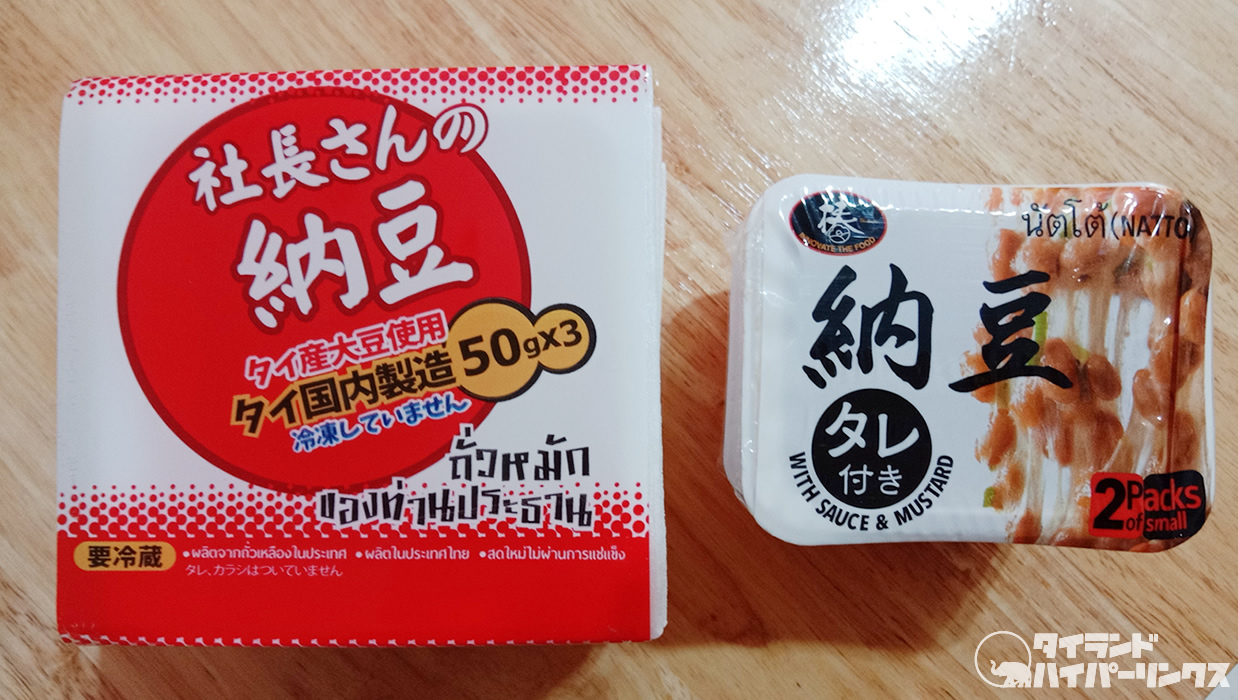 社長さんの
納豆
タイ産大豆使用
タイ国内製造
50gx3
冷凍していません
ถั่วหมัก
ของท่านประธาน
要冷蔵
•ผลิตจากถั่วเหลืองในประเทศ •ผลิตในประเทศไทย •สดใหม่ไม่ผ่านการแช่แข็ง
タレ、カラシはついていません
INNOVATE THE FOOD
นัตโตะ(NATTO)
納豆
タレ
付き
WITH SAUCE & MUSTARD
2 Packs
of small
タイランド
ハイパーリンクス